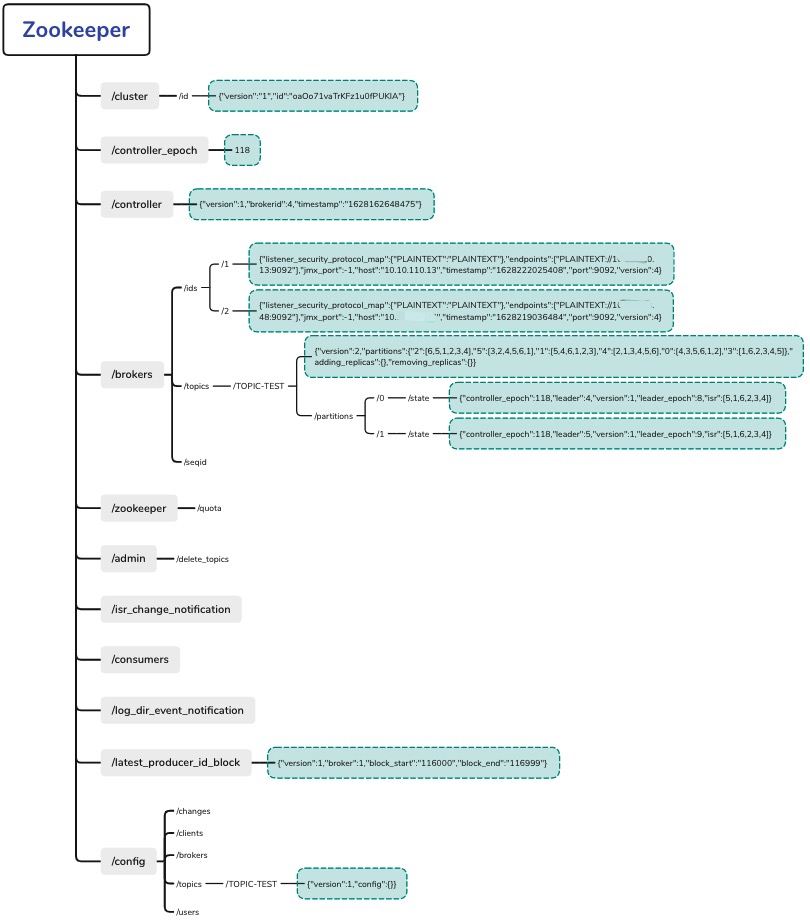 Zookeeper
/cluster
/id
{"version":"1","id":"oaOo71vaTrKFz1u0fPUKIA"}
/controller_epoch
118
/controller
{"version":1,"brokerid":4,"timestamp":"1628162648475"}
/brokers
/ids
/1
{"listener_security_protocol_map":{"PLAINTEXT":"PLAINTEXT"},"endpoints":["PLAINTEXT://1
13:9092"],"jmx_port":-1,"host":"10.10.110.13","timestamp":"1628222025408","port":9092,"version":4}
/2
{"listener_security_protocol_map":{"PLAINTEXT":"PLAINTEXT"},"endpoints":["PLAINTEXT://10
48:9092"],"jmx_port":-1,"host":"10. ","timestamp":"1628219036484","port":9092,"version":4}
/topics
/TOPIC-TEST
{"version":2,"partitions":{"2":[6,5,1,2,3,4],"5":[3,2,4,5,6,1],"1":[5,4,6,1,2,3],"4":[2,1,3,4,5,6],"0":[4,3,5,6,1,2],"3":[1,6,2,3,4,5]},"
adding_replicas":{},"removing_replicas":{}}
/partitions
/0
/state
{"controller_epoch":118,"leader":4,"version":1,"leader_epoch":8,"isr":[5,1,6,2,3,4]}
/1
/state
{"controller_epoch":118,"leader":5,"version":1,"leader_epoch":9,"isr":[5,1,6,2,3,4]}
/seqid
/zookeeper
/quota
/admin
/delete_topics
/isr_change_notification
/consumers
/log_dir_event_notification
/latest_producer_id_block
{"version":1,"broker":1,"block_start":"116000","block_end":"116999"}
/config
/changes
/clients
/brokers
/topics
/TOPIC-TEST
{"version":1,"config":{}}
/users